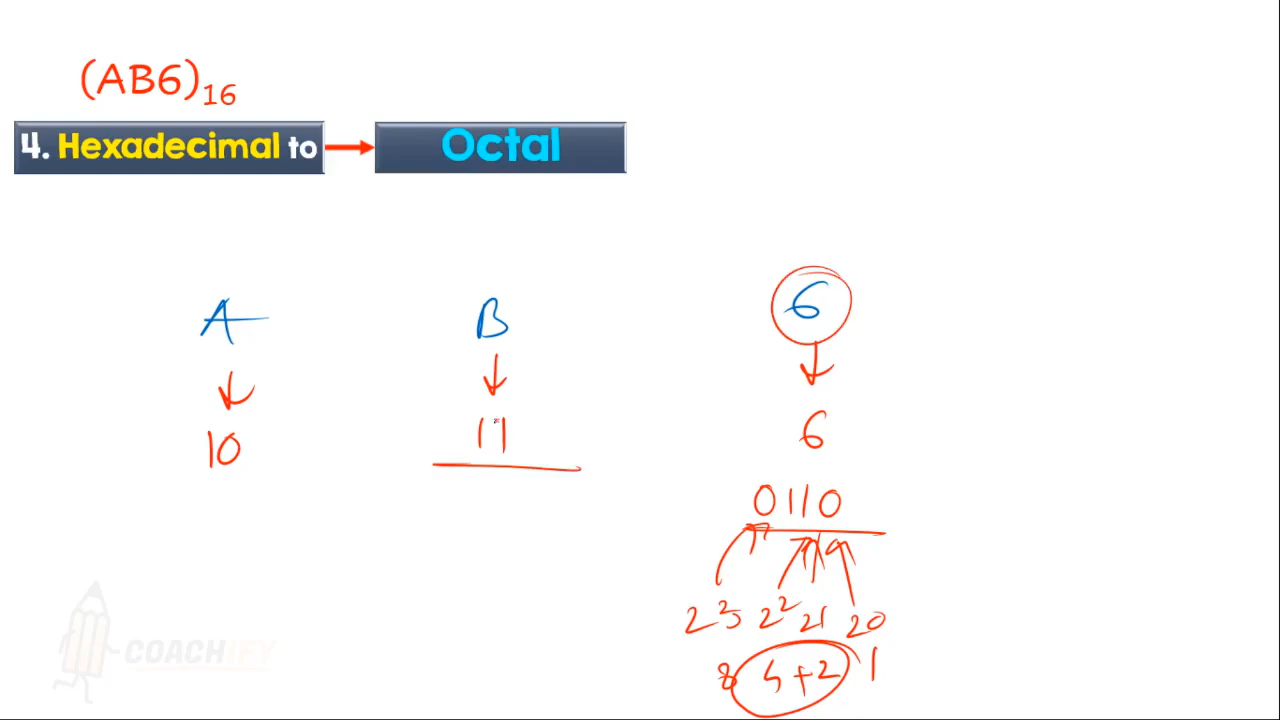 (AB6)₁₆
4. Hexadecimal to → Octal
A B 6
↓ ↓ ↓
10 11 6
0110
2³ 2² 2¹ 2⁰
8 4+2 1
COACHIFY